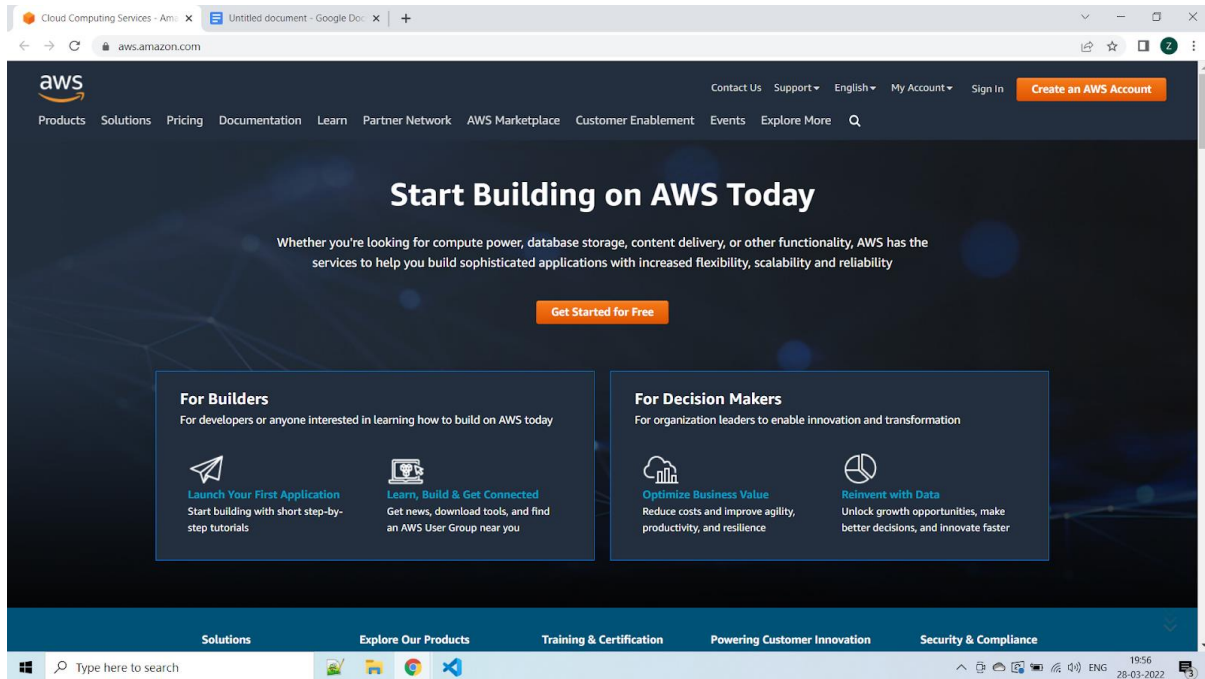 Cloud Computing Services - Ama
Untitled document - Google Doc
aws.amazon.com
Z
aws
Contact Us Support English My Account Sign In Create an AWS Account
Products Solutions Pricing Documentation Learn Partner Network AWS Marketplace Customer Enablement Events Explore More
Start Building on AWS Today
Whether you're looking for compute power, database storage, content delivery, or other functionality, AWS has the
services to help you build sophisticated applications with increased flexibility, scalability and reliability
Get Started for Free
For Builders
For developers or anyone interested in learning how to build on AWS today
Launch Your First Application
Start building with short step-by-
step tutorials
Learn, Build & Get Connected
Get news, download tools, and find
an AWS User Group near you
For Decision Makers
For organization leaders to enable innovation and transformation
Optimize Business Value
Reduce costs and improve agility,
productivity, and resilience
Reinvent with Data
Unlock growth opportunities, make
better decisions, and innovate faster
Solutions Explore Our Products Training & Certification Powering Customer Innovation Security & Compliance
Type here to search
ENG
19:56
28-03-2022
3